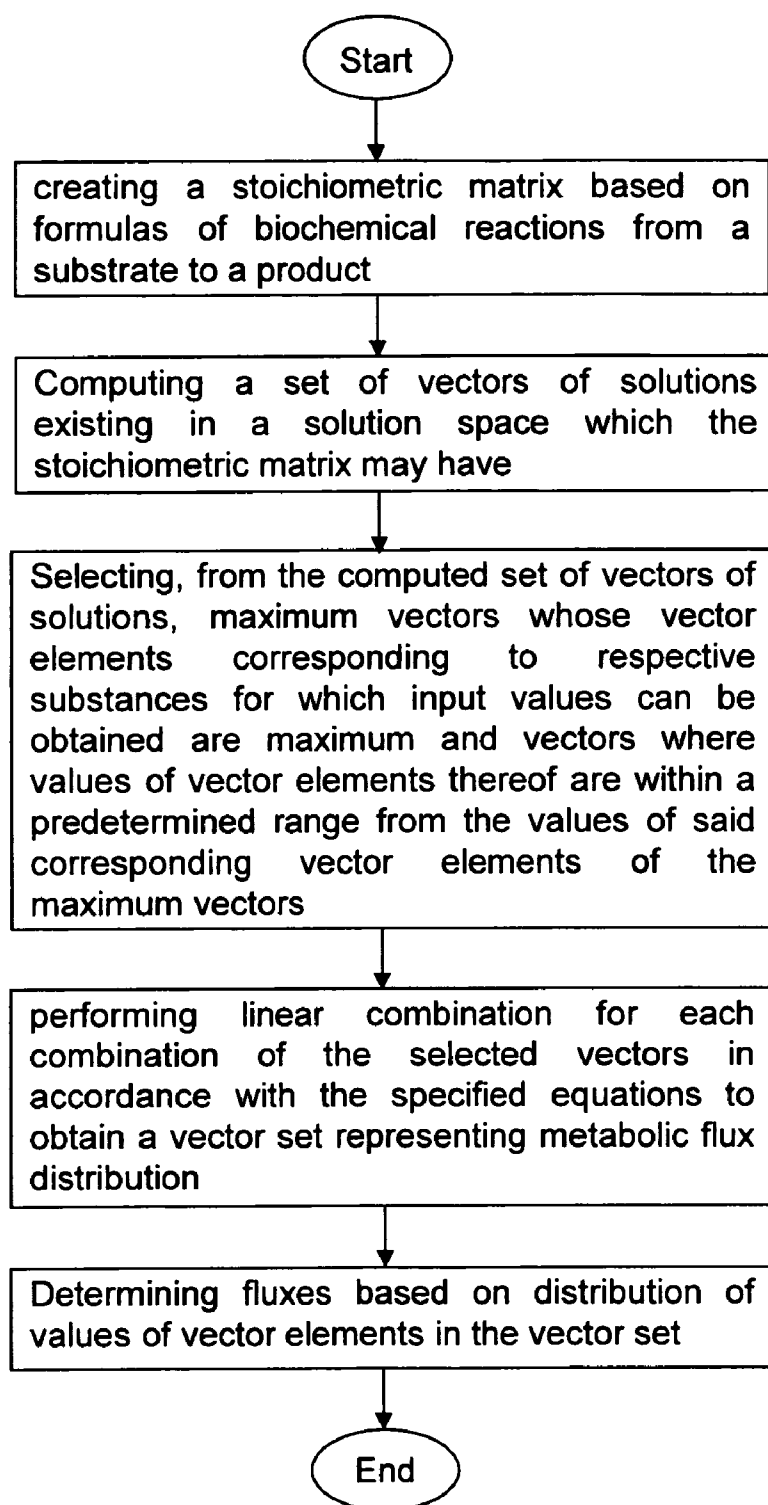 Start
creating a stoichiometric matrix based on
formulas of biochemical reactions from a
substrate to a product
Computing a set of vectors of solutions
existing in a solution space which the
stoichiometric matrix may have
Selecting, from the computed set of vectors of
solutions, maximum vectors whose vector
elements corresponding to respective
substances for which input values can be
obtained are maximum and vectors where
values of vector elements thereof are within a
predetermined range from the values of said
corresponding vector elements of the
maximum vectors
performing linear combination for each
combination of the selected vectors in
accordance with the specified equations to
obtain a vector set representing metabolic flux
distribution
Determining fluxes based on distribution of
values of vector elements in the vector set
End